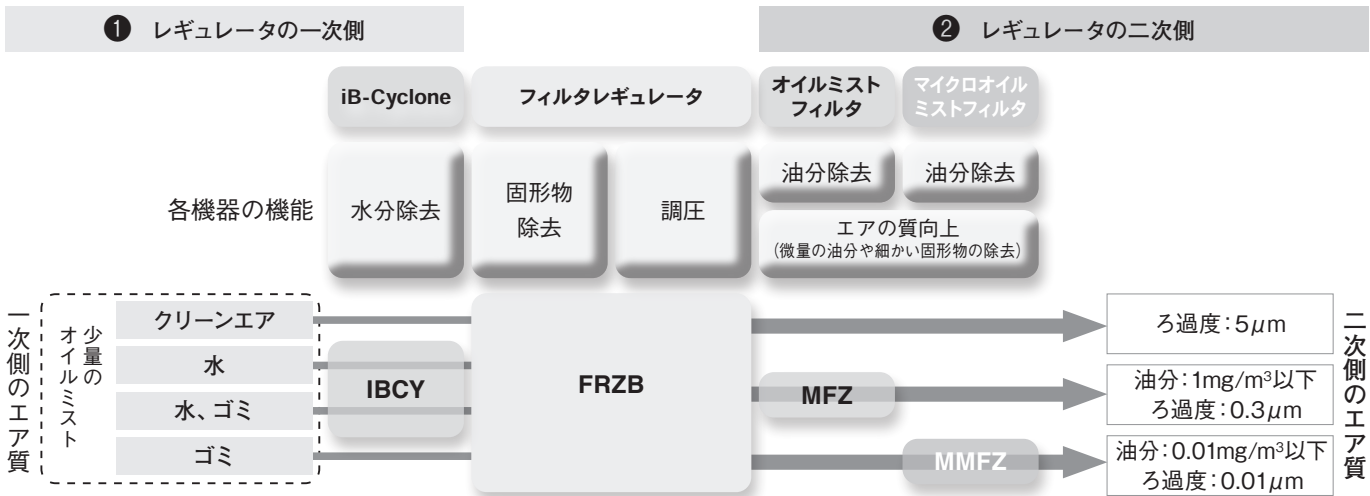 ❶ レギュレータの一次側
❷ レギュレータの二次側
iB-Cyclone
フィルタレギュレータ
オイルミスト
フィルタ
マイクロオイル
ミストフィルタ
各機器の機能
水分除去
固形物
除去
調圧
油分除去
油分除去
エアの質向上
(微量の油分や細かい固形物の除去)
一次側のエア質
少量の
オイルミスト
クリーンエア
水
水、ゴミ
ゴミ
IBCY
FRZB
MFZ
MMFZ
ろ過度:5μm
油分:1mg/m³以下
ろ過度:0.3μm
油分:0.01mg/m³以下
ろ過度:0.01μm
二次側のエア質